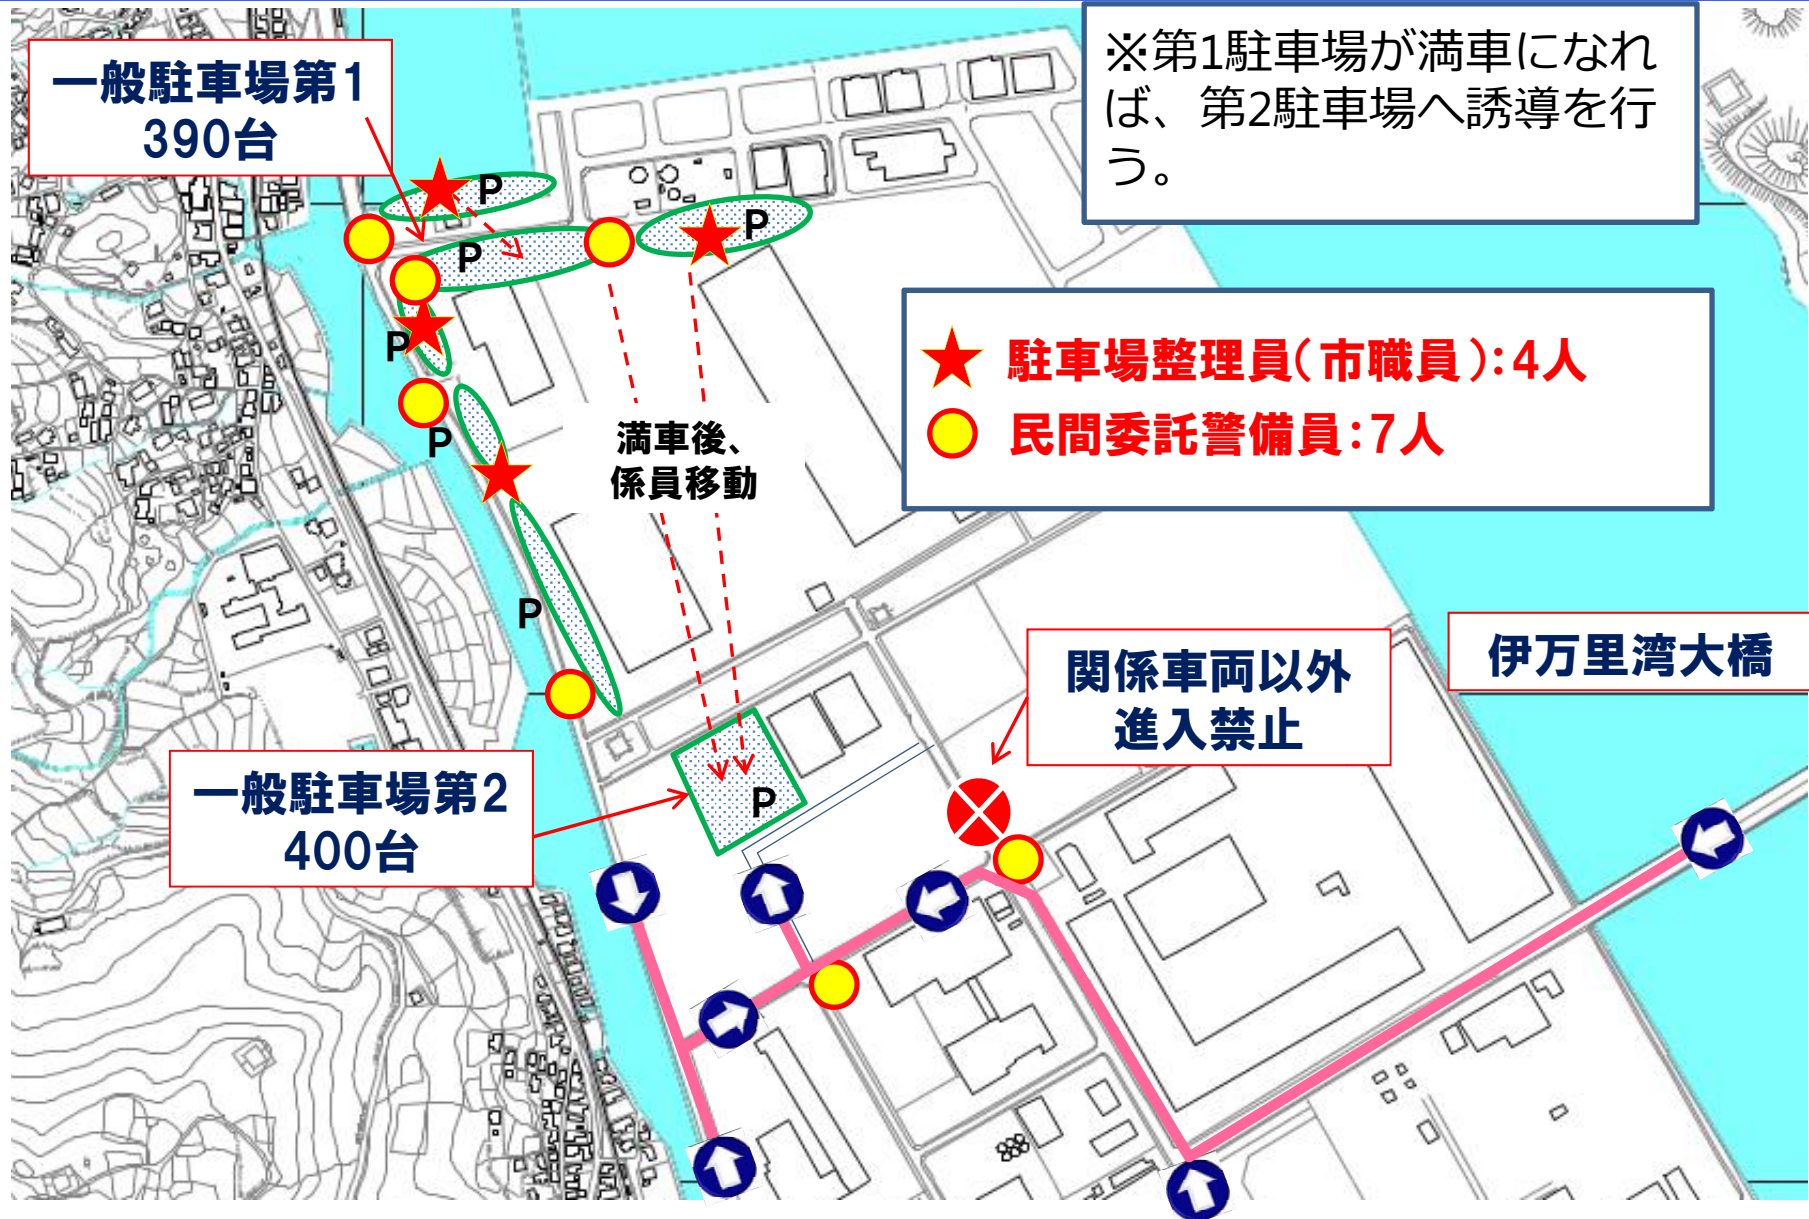 一般駐車場第1
390台
※第1駐車場が満車になれ
ば、第2駐車場へ誘導を行
う。
P
P
P
P
P
P
★ 駐車場整理員(市職員):4人
民間委託警備員:7人
満車後、
係員移動
関係車両以外
進入禁止
伊万里湾大橋
一般駐車場第2
400台
P